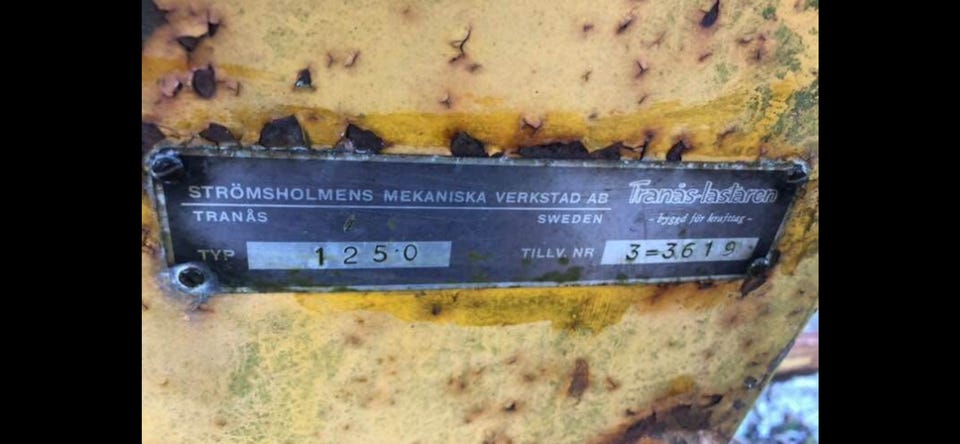 STRÖMSHOLMENS MEKANISKA VERKSTAD AB Tranås-lastaren
TRANÅS SWEDEN - byggd för krafttag -
TYP 1250 TILLV. NR 3=3619